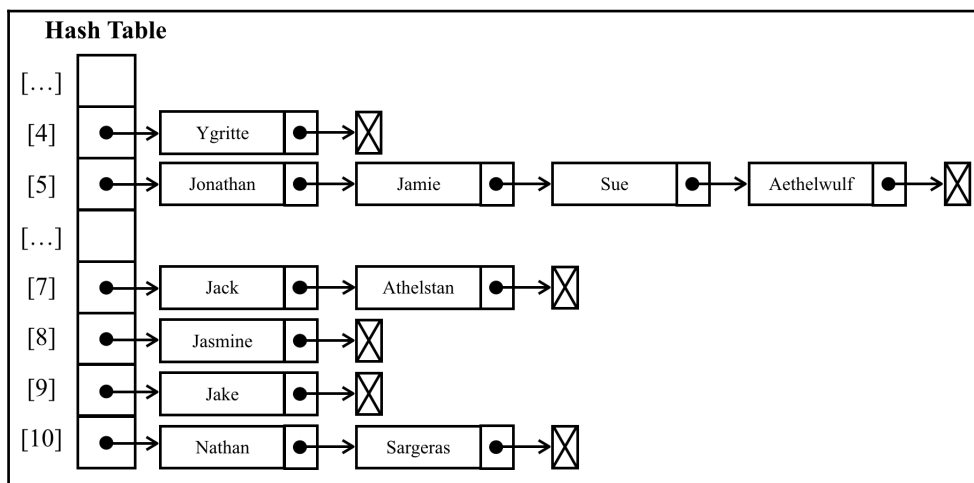 Hash Table
[...]
[4] Ygritte
[5] Jonathan Jamie Sue Aethelwulf
[...]
[7] Jack Athelstan
[8] Jasmine
[9] Jake
[10] Nathan Sargeras